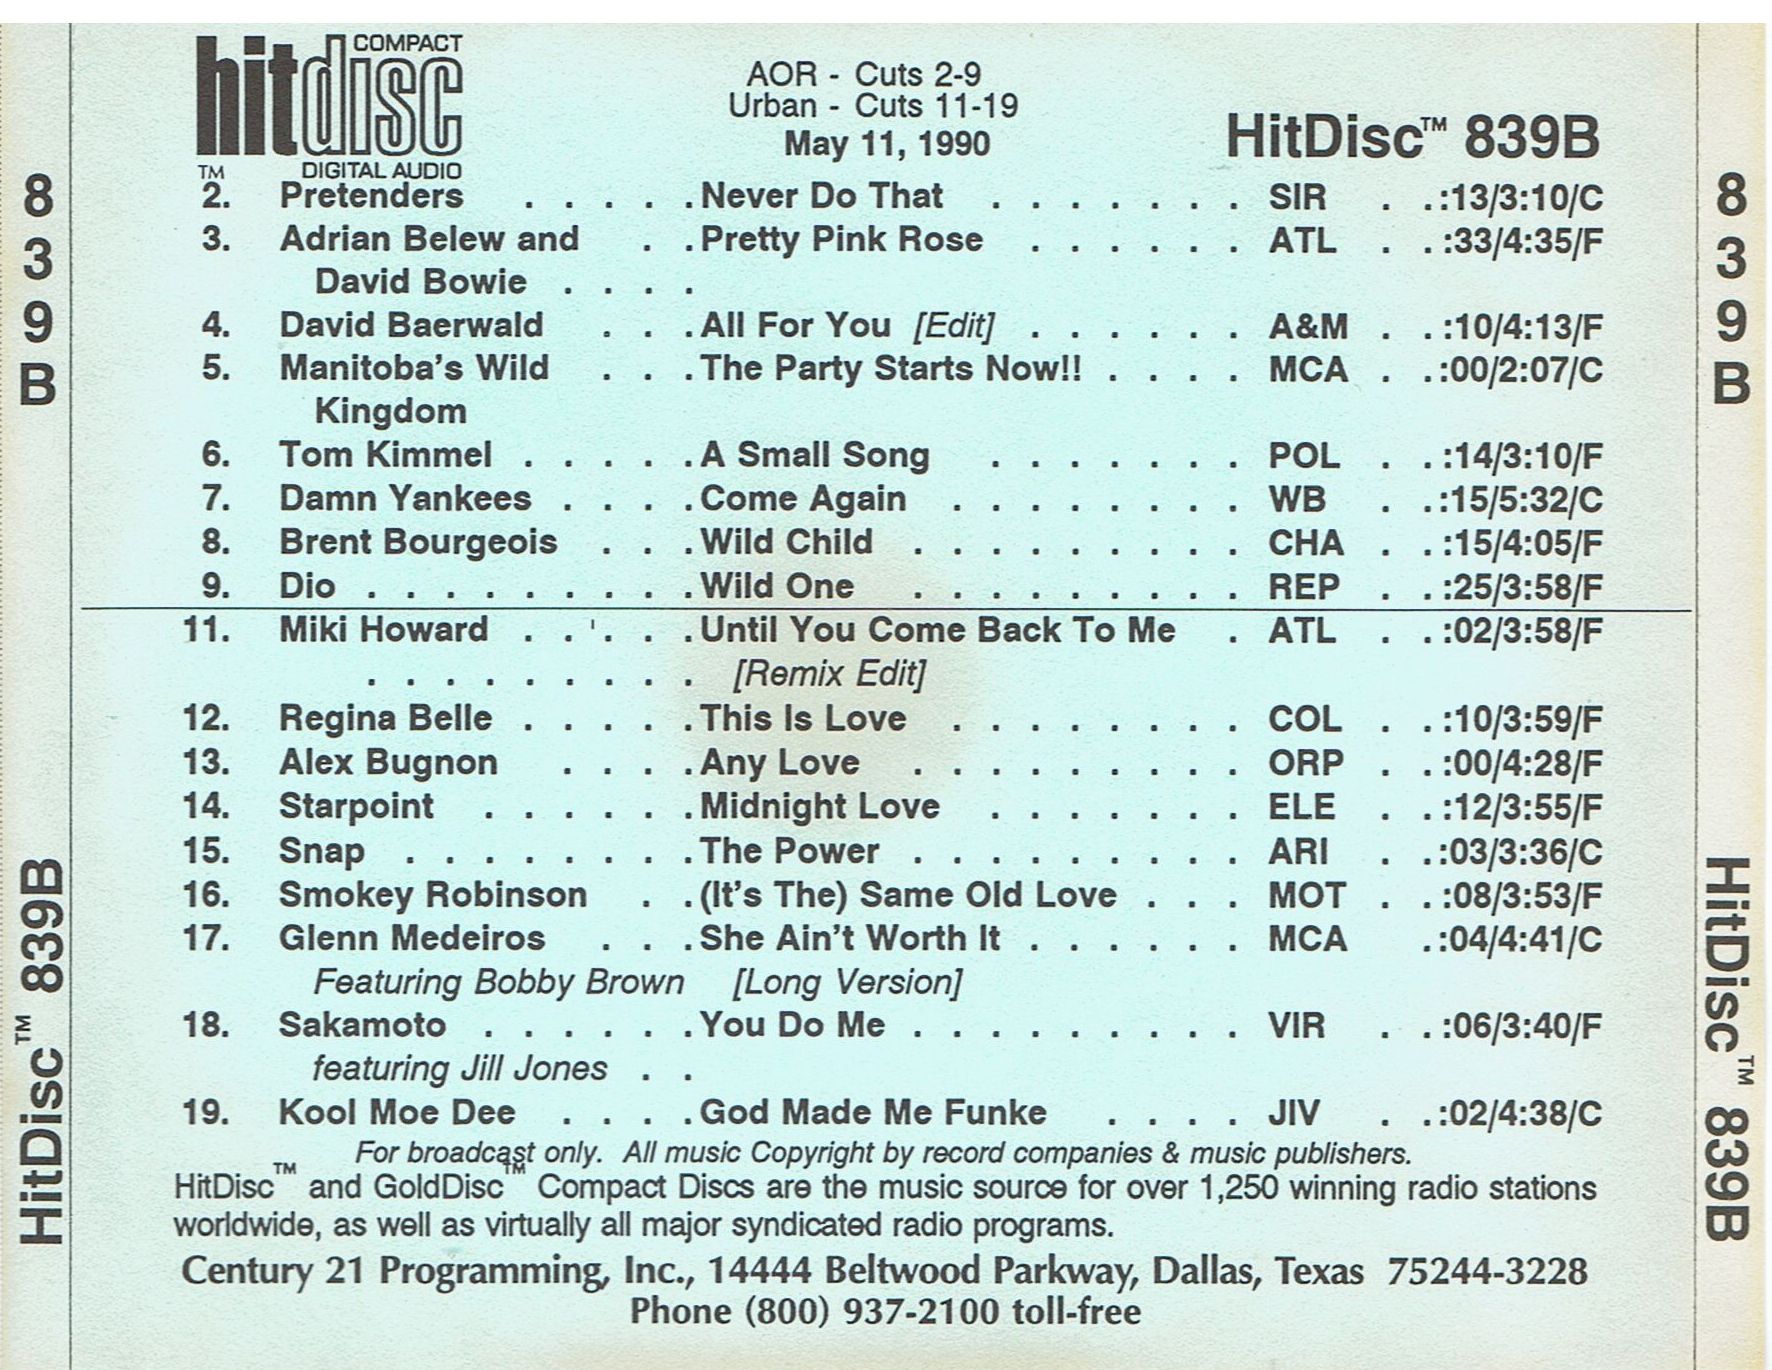 COMPACT
hitdisc
TM DIGITAL AUDIO
AOR - Cuts 2-9
Urban - Cuts 11-19
May 11, 1990
HitDisc™ 839B
2. Pretenders . . . . . Never Do That . . . . . . . SIR . . .:13/3:10/C
3. Adrian Belew and . . Pretty Pink Rose . . . . . . ATL . . .:33/4:35/F
David Bowie . . . .
4. David Baerwald . . . All For You [Edit] . . . . . . A&M . . .:10/4:13/F
5. Manitoba's Wild . . . The Party Starts Now!! . . . . MCA . . .:00/2:07/C
Kingdom
6. Tom Kimmel . . . . . A Small Song . . . . . . . POL . . .:14/3:10/F
7. Damn Yankees . . . . Come Again . . . . . . . . WB . . .:15/5:32/C
8. Brent Bourgeois . . . Wild Child . . . . . . . . . CHA . . .:15/4:05/F
9. Dio . . . . . . . . . Wild One . . . . . . . . . REP . . .:25/3:58/F
11. Miki Howard . . . . . Until You Come Back To Me . ATL . . .:02/3:58/F
. . . . . . . . . [Remix Edit]
12. Regina Belle . . . . . This Is Love . . . . . . . . COL . . .:10/3:59/F
13. Alex Bugnon . . . . Any Love . . . . . . . . . ORP . . .:00/4:28/F
14. Starpoint . . . . . . Midnight Love . . . . . . . ELE . . .:12/3:55/F
15. Snap . . . . . . . . The Power . . . . . . . . . ARI . . .:03/3:36/C
16. Smokey Robinson . . (It's The) Same Old Love . . . MOT . . .:08/3:53/F
17. Glenn Medeiros . . . She Ain't Worth It . . . . . . MCA . .:04/4:41/C
Featuring Bobby Brown [Long Version]
18. Sakamoto . . . . . . You Do Me . . . . . . . . . VIR . . .:06/3:40/F
featuring Jill Jones . .
19. Kool Moe Dee . . . . God Made Me Funke . . . . JIV . . .:02/4:38/C
For broadcast only. All music Copyright by record companies & music publishers.
HitDisc™ and GoldDisc™ Compact Discs are the music source for over 1,250 winning radio stations
worldwide, as well as virtually all major syndicated radio programs.
Century 21 Programming, Inc., 14444 Beltwood Parkway, Dallas, Texas 75244-3228
Phone (800) 937-2100 toll-free
839B
HitDisc™ 839B
839B
HitDisc™ 839B